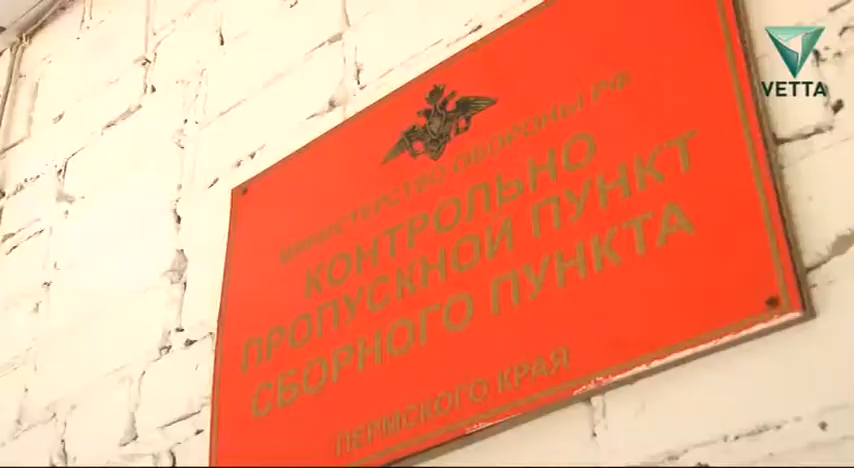 VETTA
МИНИСТЕРСТВО ОБОРОНЫ РФ
КОНТРОЛЬНО
ПРОПУСКНОЙ ПУНКТ
СБОРНОГО ПУНКТА
ПЕРМСКОГО КРАЯ